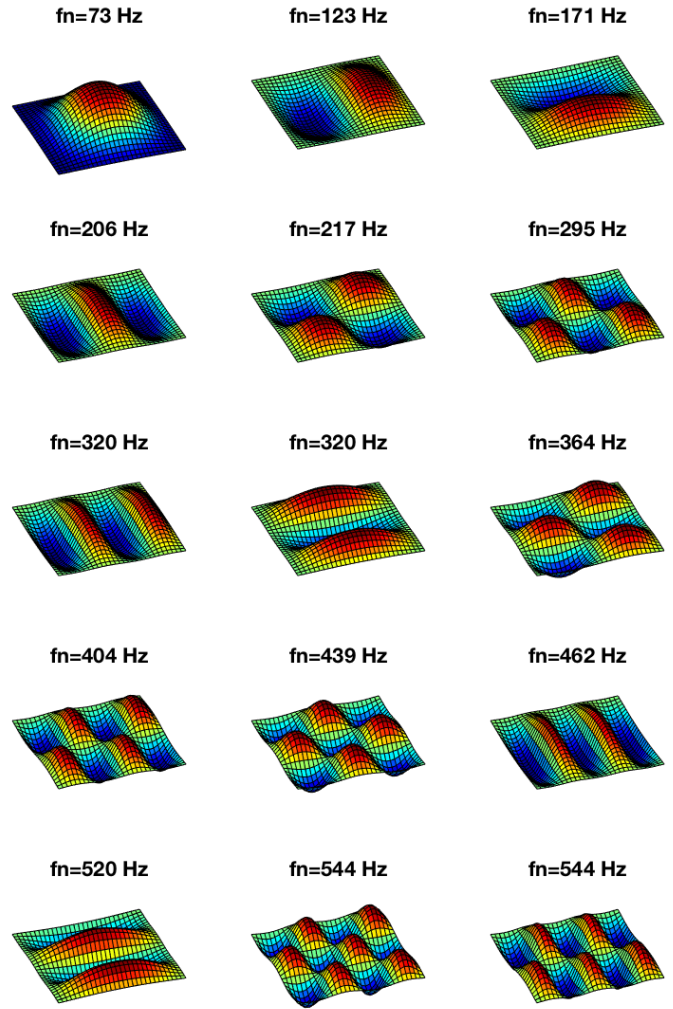 fn=73 Hz
fn=123 Hz
fn=171 Hz
fn=206 Hz
fn=217 Hz
fn=295 Hz
fn=320 Hz
fn=320 Hz
fn=364 Hz
fn=404 Hz
fn=439 Hz
fn=462 Hz
fn=520 Hz
fn=544 Hz
fn=544 Hz